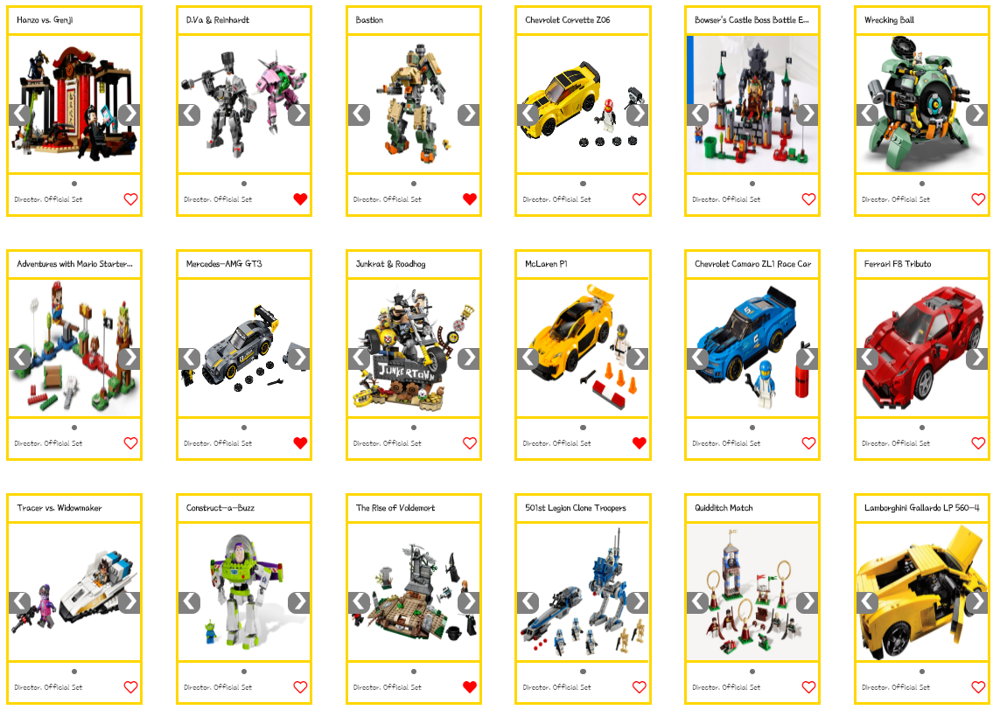 Hanzo vs. Genji
D.Va & Reinhardt
Bastion
Chevrolet Corvette Z06
Bowser's Castle Boss Battle E...
Wrecking Ball
Director. Official Set
Director. Official Set
Director. Official Set
Director. Official Set
Director. Official Set
Director. Official Set
Adventures with Mario Starter...
Mercedes-AMG GT3
Junkrat & Roadhog
McLaren P1
Chevrolet Camaro ZL1 Race Car
Ferrari F8 Tributo
JUNKERTOWN
Director. Official Set
Director. Official Set
Director. Official Set
Director. Official Set
Director. Official Set
Director. Official Set
Tracer vs. Widowmaker
Construct-a-Buzz
The Rise of Voldemort
501st Legion Clone Troopers
Quidditch Match
Lamborghini Gallardo LP 560-4
Director. Official Set
Director. Official Set
Director. Official Set
Director. Official Set
Director. Official Set
Director. Official Set